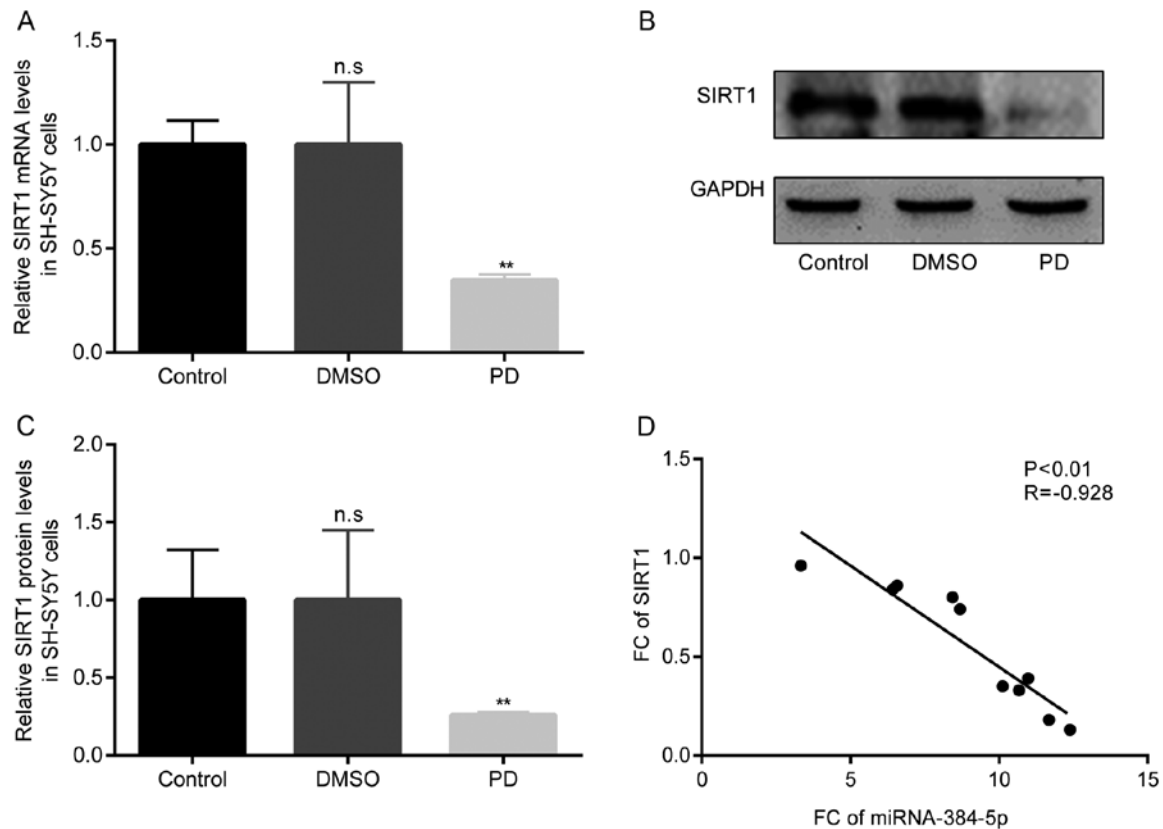 A
Relative SIRT1 mRNA levels
in SH-SY5Y cells
1.5
1.0
0.5
0.0
n.s
**
Control DMSO PD
B
SIRT1
GAPDH
Control DMSO PD
C
Relative SIRT1 protein levels
in SH-SY5Y cells
2.0
1.5
1.0
0.5
0.0
n.s
**
Control DMSO PD
D
FC of SIRT1
1.5
1.0
0.5
0.0
P<0.01
R=-0.928
0 5 10 15
FC of miRNA-384-5p